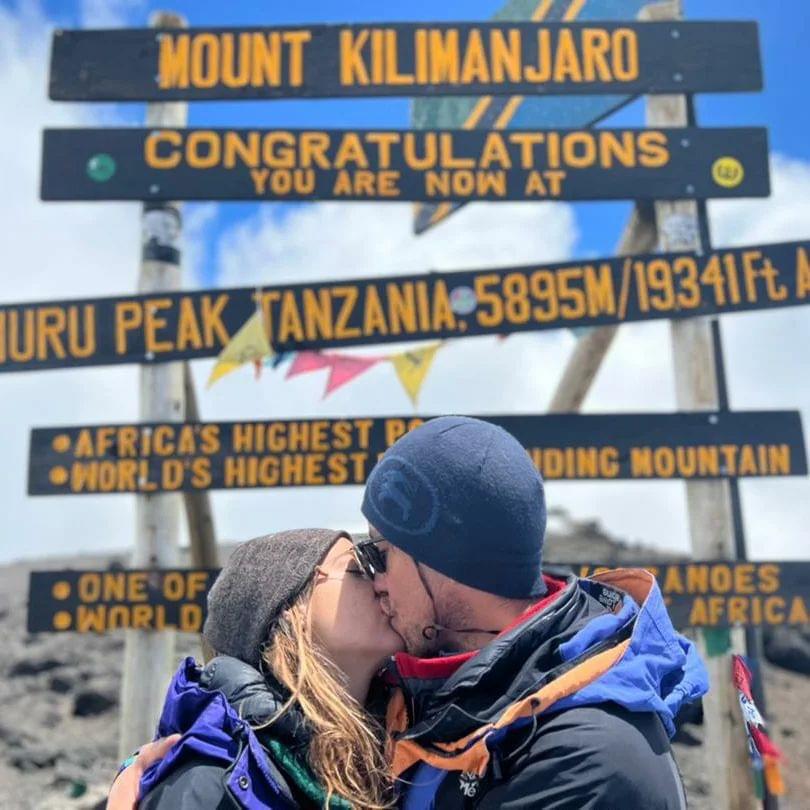 MOUNT KILIMANJARO
CONGRATULATIONS
YOU ARE NOW AT
URU PEAK TANZANIA. 5895M/19341Ft. A
• AFRICA'S HIGHEST
• WORLD'S HIGHEST DING MOUNTAIN
• ONE OF ANOES
• WORLD AFRICA